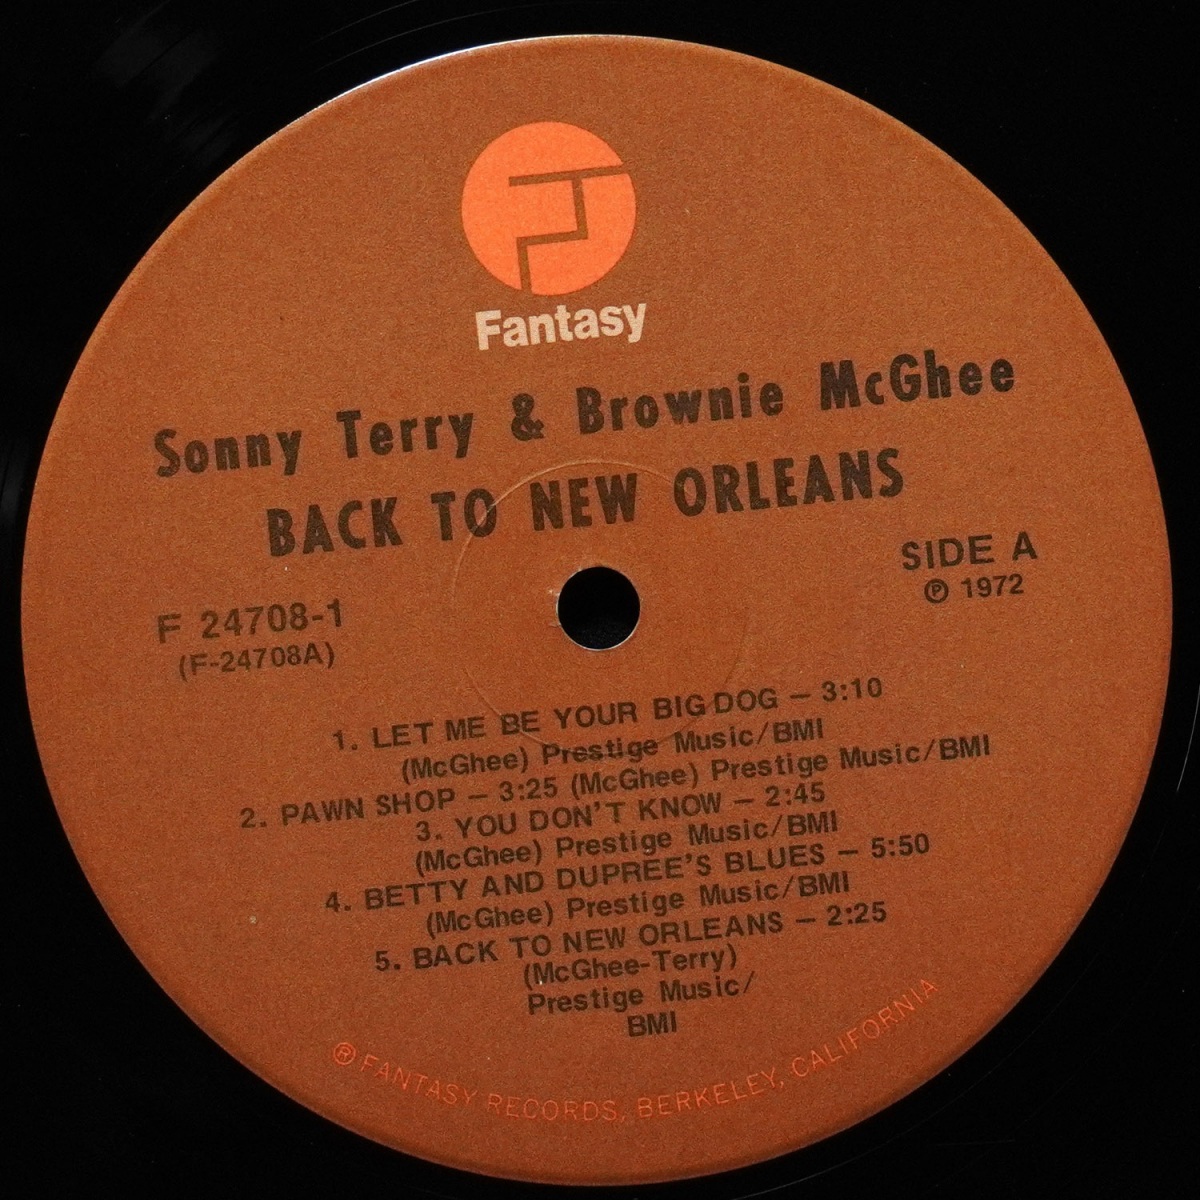 Fantasy
Sonny Terry & Brownie McGhee
BACK TO NEW ORLEANS
SIDE A
℗ 1972
F 24708-1
(F-24708A)
1. LET ME BE YOUR BIG DOG – 3:10
(McGhee) Prestige Music/BMI
2. PAWN SHOP – 3:25 (McGhee) Prestige Music/BMI
3. YOU DON'T KNOW – 2:45
(McGhee) Prestige Music/BMI
4. BETTY AND DUPREE'S BLUES – 5:50
(McGhee) Prestige Music/BMI
5. BACK TO NEW ORLEANS – 2:25
(McGhee-Terry)
Prestige Music/
BMI
® FANTASY RECORDS, BERKELEY, CALIFORNIA